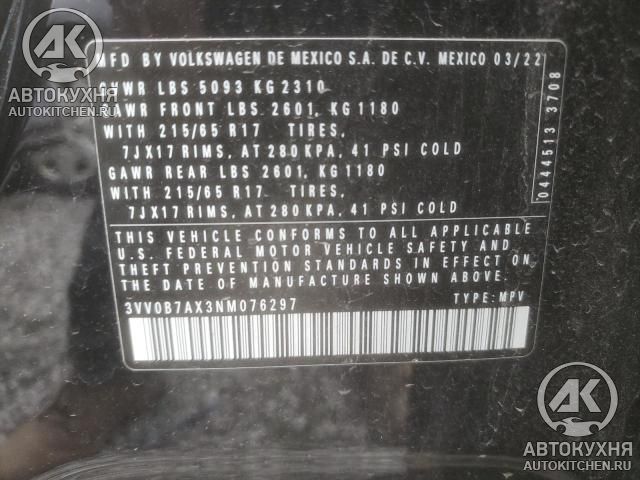 MFD BY VOLKSWAGEN DE MEXICO S.A. DE C.V. MEXICO 03/22
GVWR LBS 5093 KG 2310
GAWR FRONT LBS 2601, KG 1180
WITH 215/65 R17 TIRES,
7JX17 RIMS, AT 280 KPA, 41 PSI COLD
GAWR REAR LBS 2601, KG 1180
WITH 215/65 R17 TIRES,
7JX17 RIMS, AT 280 KPA, 41 PSI COLD
0444513 3708
THIS VEHICLE CONFORMS TO ALL APPLICABLE
U.S. FEDERAL MOTOR VEHICLE SAFETY AND
THEFT PREVENTION STANDARDS IN EFFECT ON
THE DATE OF MANUFACTURE SHOWN ABOVE.
3VV0B7AX3NM076297 TYPE: MPV
АК
АВТОКУХНЯ
AUTOKITCHEN.RU
АК
АВТОКУХНЯ
AUTOKITCHEN.RU